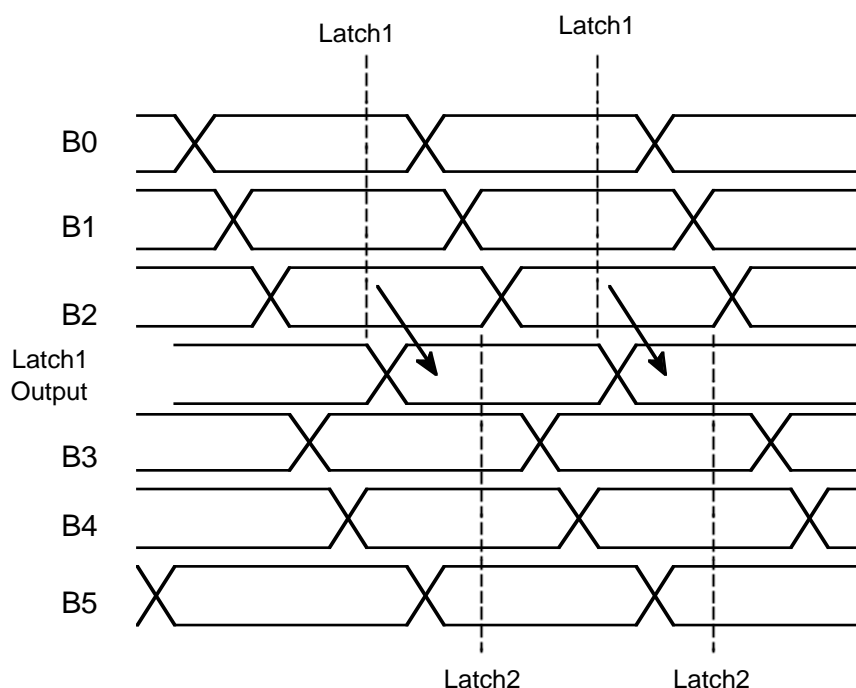 Latch1
Latch1
B0
B1
B2
Latch1
Output
B3
B4
B5
Latch2
Latch2